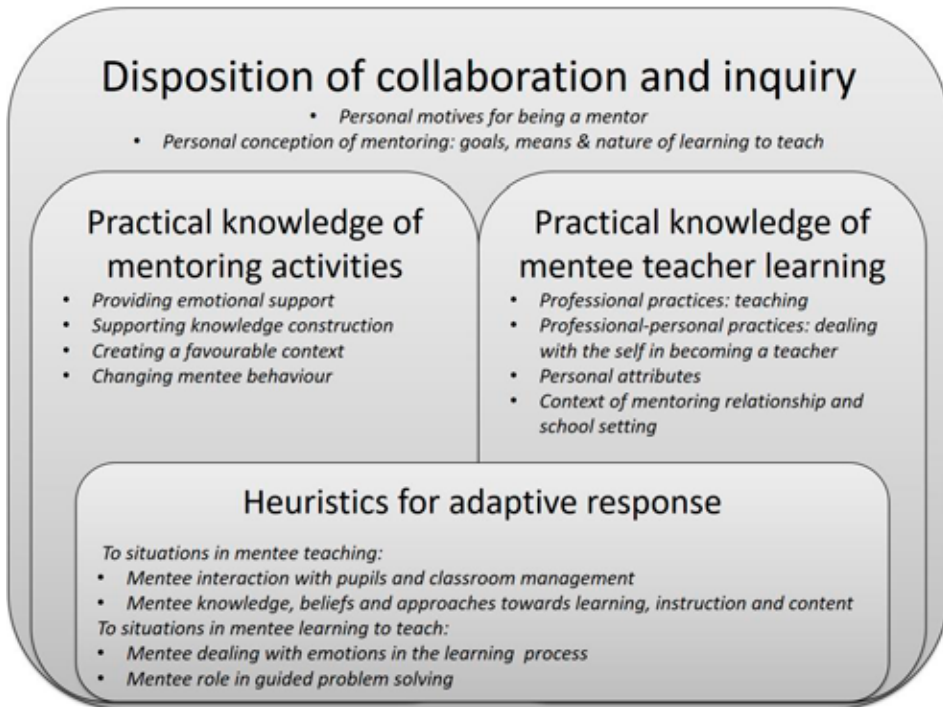 Disposition of collaboration and inquiry
• Personal motives for being a mentor
• Personal conception of mentoring: goals, means & nature of learning to teach
Practical knowledge of
mentoring activities
• Providing emotional support
• Supporting knowledge construction
• Creating a favourable context
• Changing mentee behaviour
Practical knowledge of
mentee teacher learning
• Professional practices: teaching
• Professional-personal practices: dealing
with the self in becoming a teacher
• Personal attributes
• Context of mentoring relationship and
school setting
Heuristics for adaptive response
To situations in mentee teaching:
• Mentee interaction with pupils and classroom management
• Mentee knowledge, beliefs and approaches towards learning, instruction and content
To situations in mentee learning to teach:
• Mentee dealing with emotions in the learning process
• Mentee role in guided problem solving